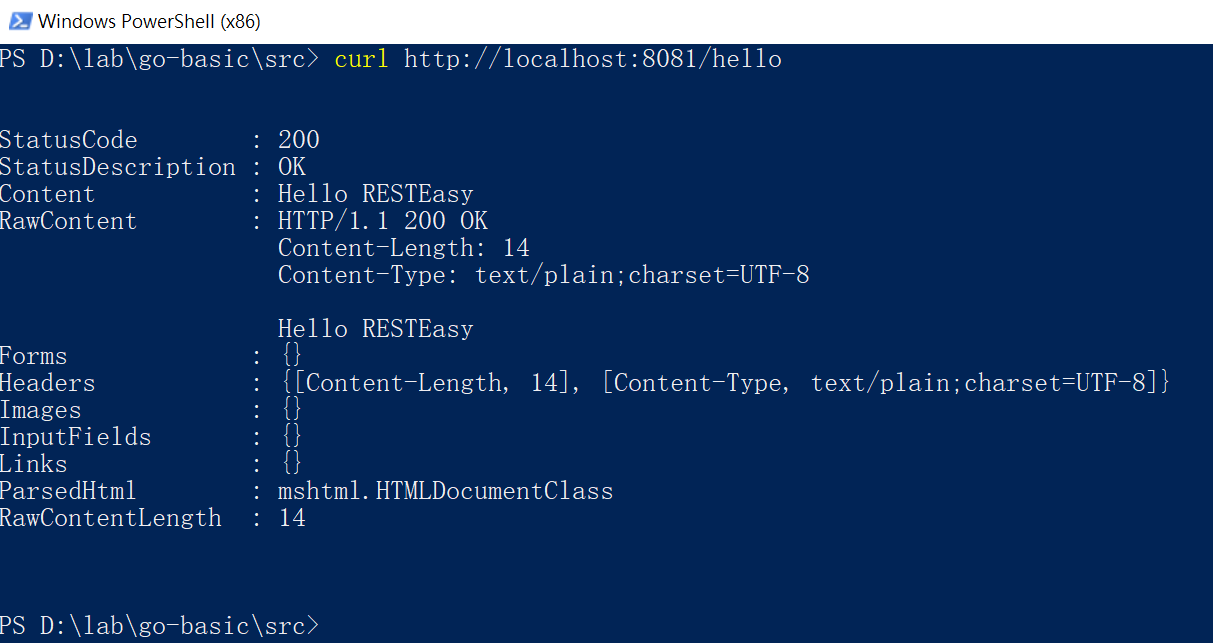 Windows PowerShell (x86)
PS D:\lab\go-basic\src> curl http://localhost:8081/hello
StatusCode        : 200
StatusDescription : OK
Content           : Hello RESTEasy
RawContent        : HTTP/1.1 200 OK
                    Content-Length: 14
                    Content-Type: text/plain;charset=UTF-8
                    Hello RESTEasy
Forms             : {}
Headers           : {[Content-Length, 14], [Content-Type, text/plain;charset=UTF-8]}
Images            : {}
InputFields       : {}
Links             : {}
ParsedHtml        : mshtml.HTMLDocumentClass
RawContentLength  : 14
PS D:\lab\go-basic\src>